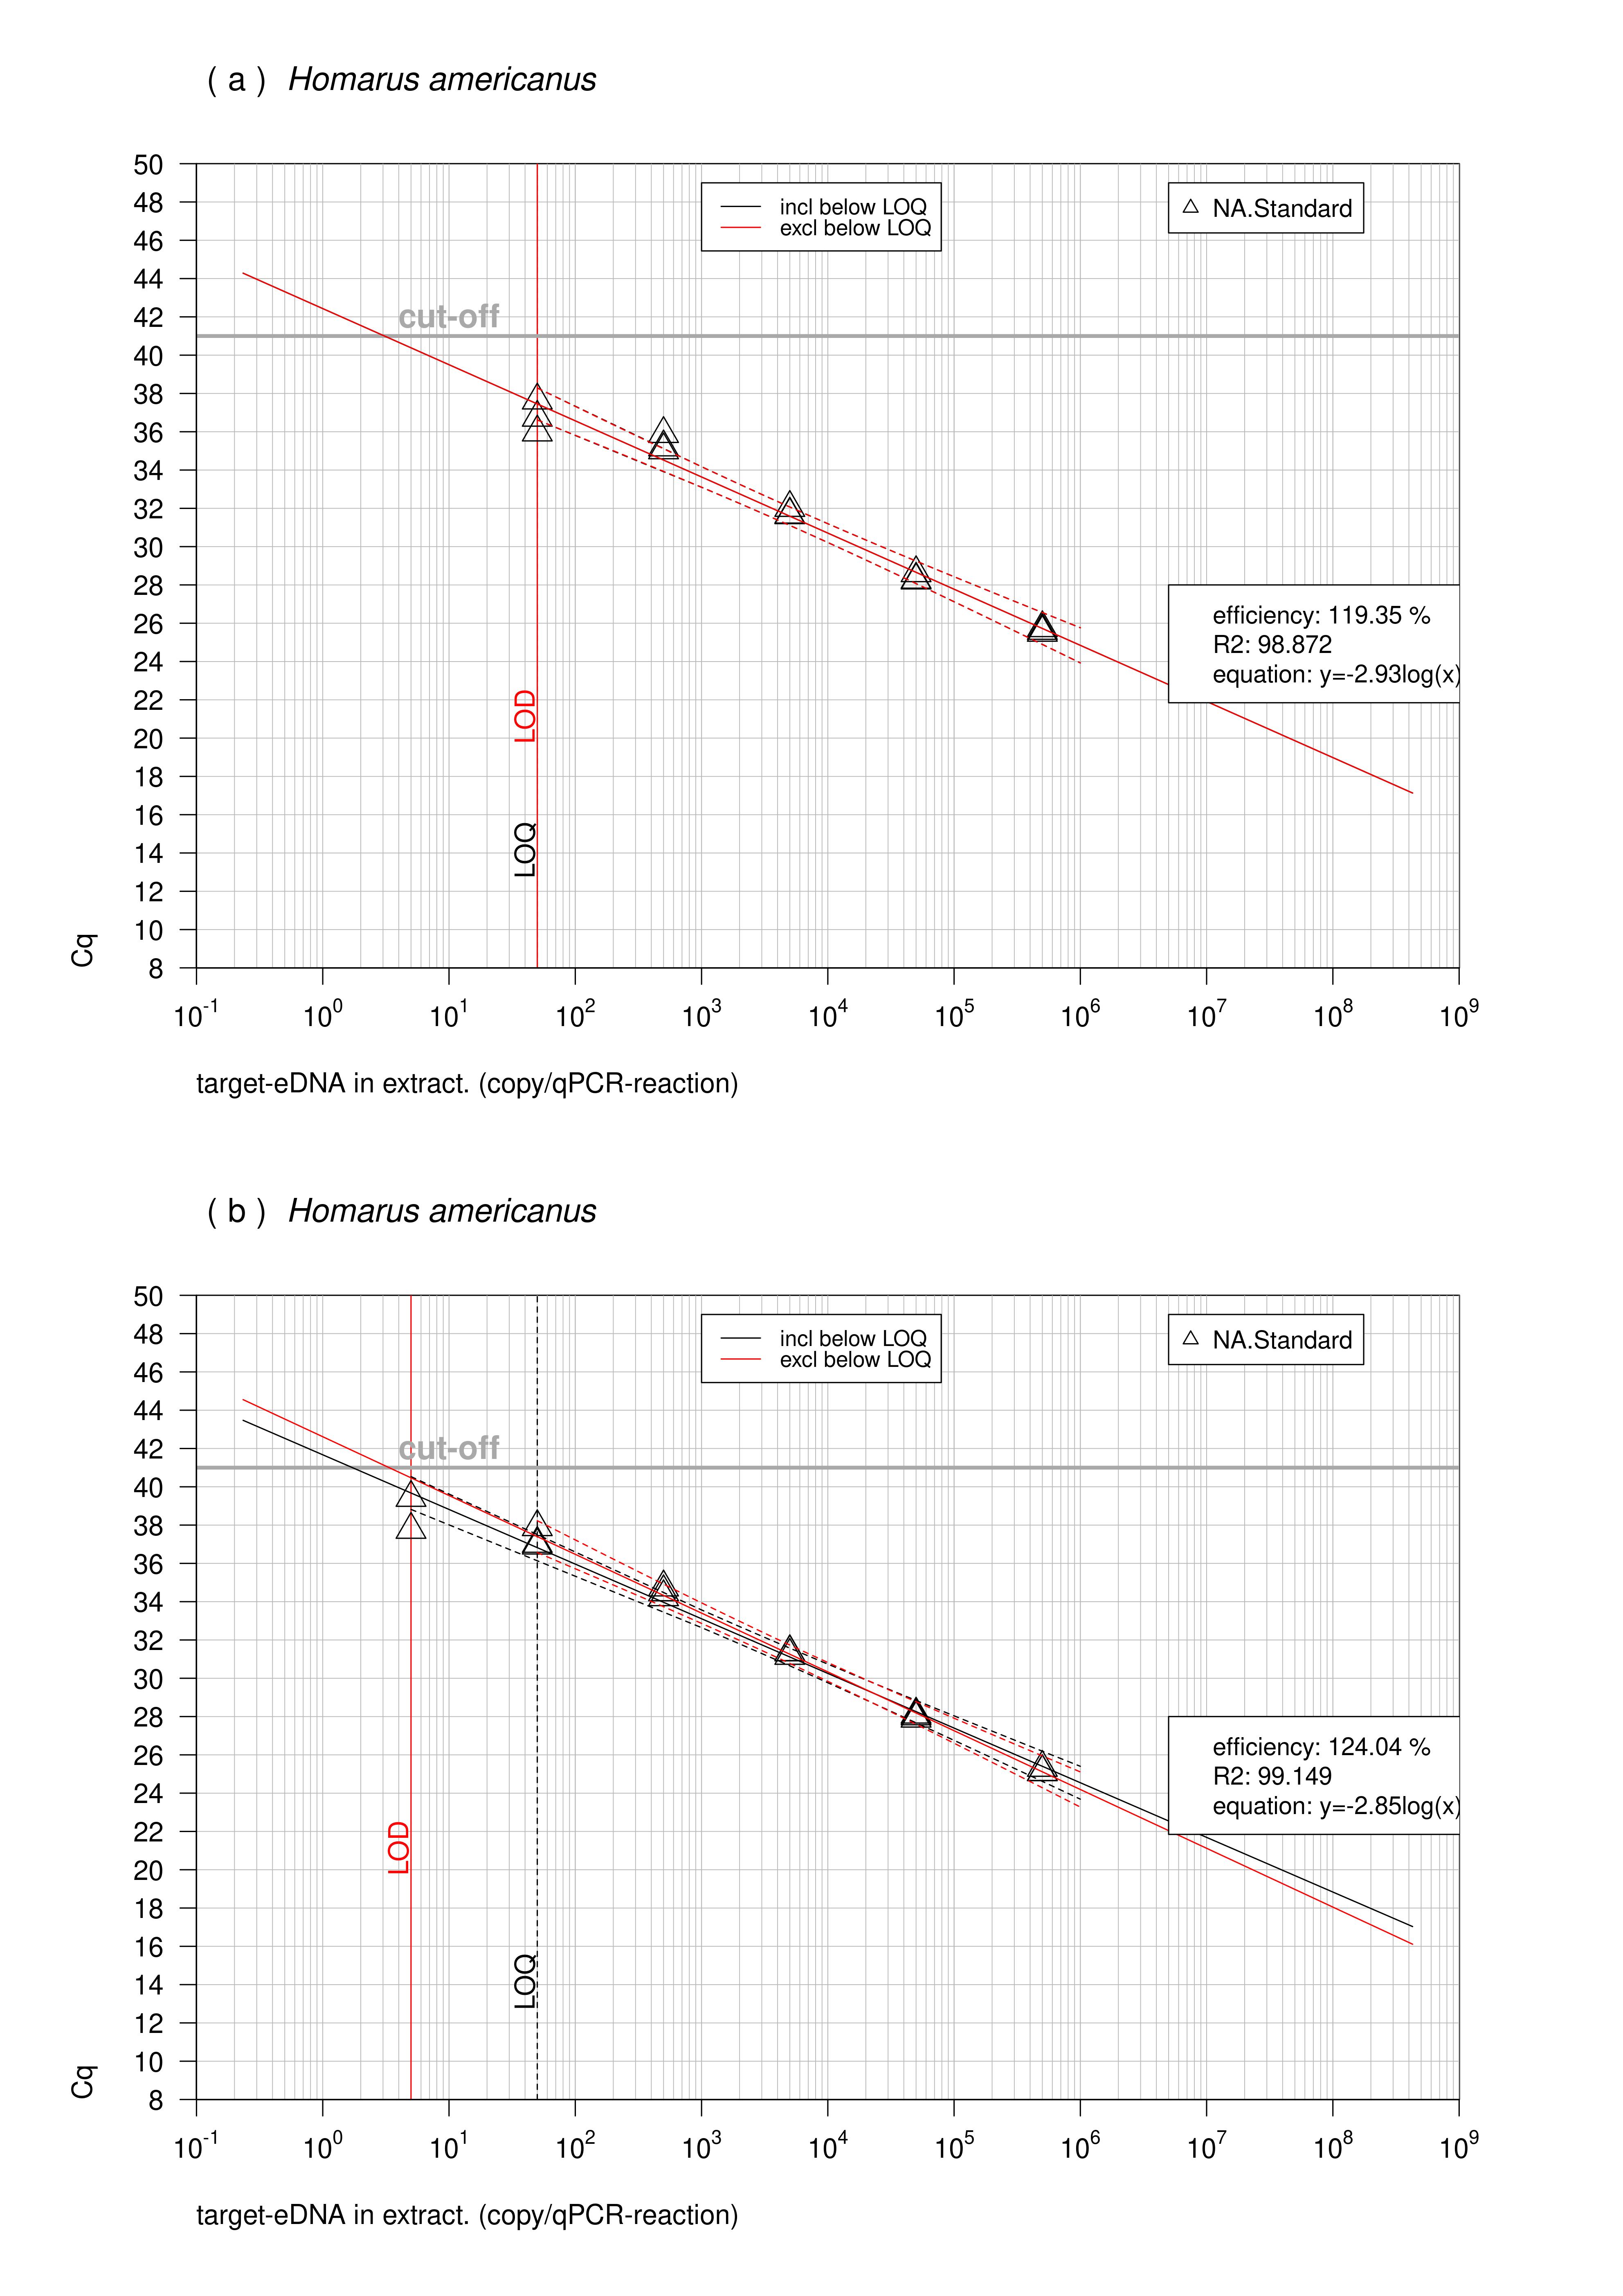 ( a ) Homarus americanus
50
48
46
44
42
40
38
36
34
32
30
28
26
24
22
20
18
16
14
12
10
8
Cq
incl below LOQ
excl below LOQ
NA.Standard
cut-off
LOD
LOQ
efficiency: 119.35 %
R2: 98.872
equation: y=-2.93log(x)
10-1 100 101 102 103 104 105 106 107 108 109
target-eDNA in extract. (copy/qPCR-reaction)
( b ) Homarus americanus
50
48
46
44
42
40
38
36
34
32
30
28
26
24
22
20
18
16
14
12
10
8
Cq
incl below LOQ
excl below LOQ
NA.Standard
cut-off
LOD
LOQ
efficiency: 124.04 %
R2: 99.149
equation: y=-2.85log(x)
10-1 100 101 102 103 104 105 106 107 108 109
target-eDNA in extract. (copy/qPCR-reaction)